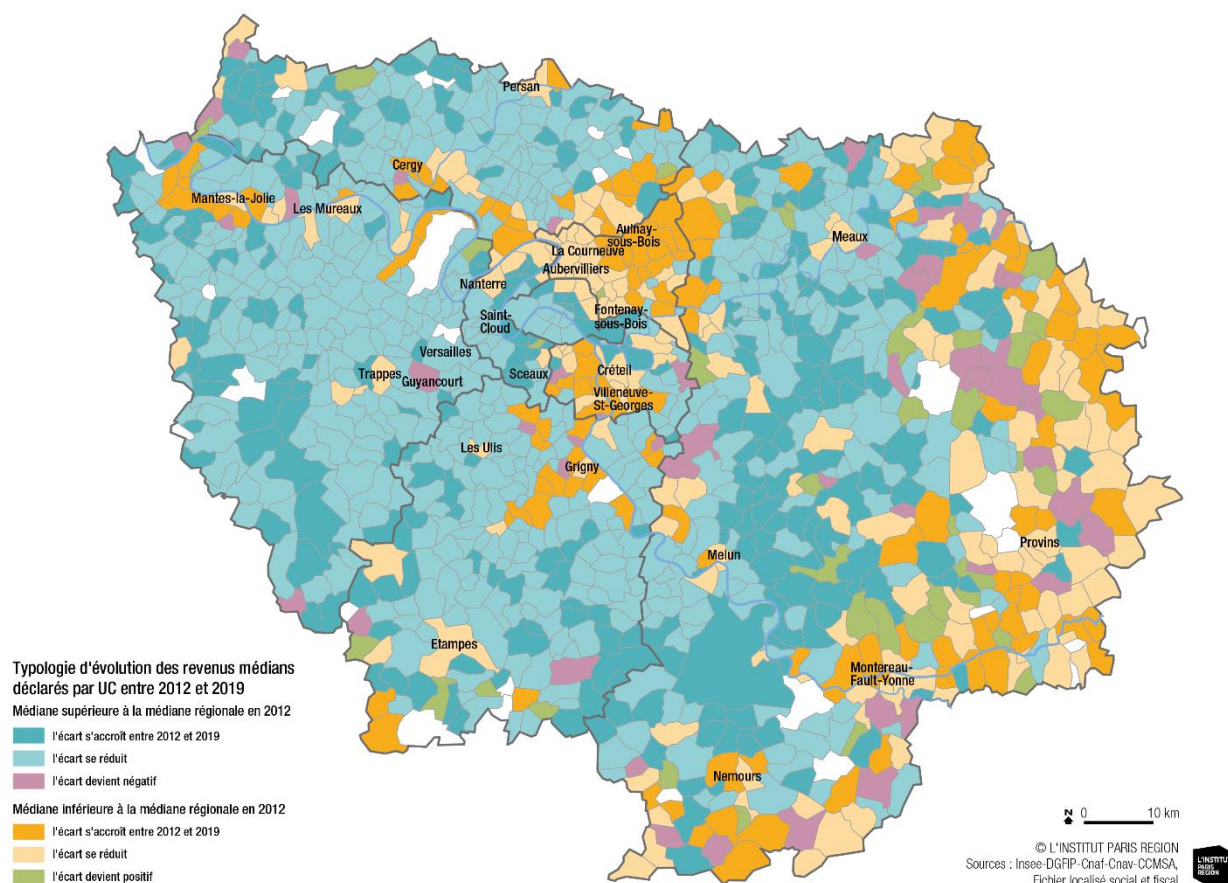 Persan
Cergy
Mantes-la-Jolie
Les Mureaux
Aulnay-
sous-Bois
La Courneuve
Aubervilliers
Meaux
Nanterre
Saint-
Cloud
Fontenay-
sous-Bois
Versailles
Trappes
Guyancourt
Sceaux
Créteil
Villeneuve-
St-Georges
Les Ulis
Grigny
Provins
Melun
Etampes
Montereau-
Fault-Yonne
Nemours
Typologie d'évolution des revenus médians
déclarés par UC entre 2012 et 2019
Médiane supérieure à la médiane régionale en 2012
l'écart s'accroît entre 2012 et 2019
l'écart se réduit
l'écart devient négatif
Médiane inférieure à la médiane régionale en 2012
l'écart s'accroît entre 2012 et 2019
l'écart se réduit
l'écart devient positif
N 0 10 km
© L'INSTITUT PARIS REGION
Sources : Insee-DGFIP-Cnaf-Cnav-CCMSA,
Fichier localisé social et fiscal
L'INSTITUT
PARIS
REGION